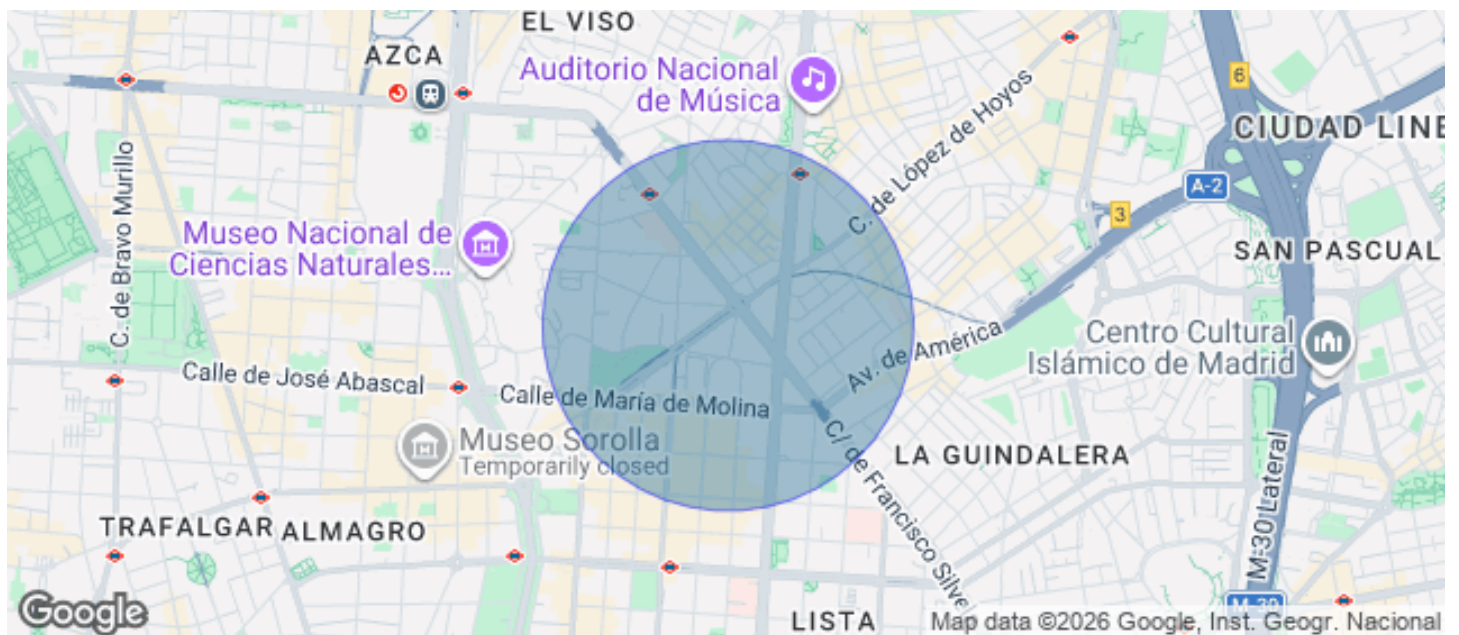 EL VISO
AZCA
Auditorio Nacional
de Música
6
CIUDAD LINE
C. de López de Hoyos
A-2
3
C. de Bravo Murillo
Museo Nacional de
Ciencias Naturales...
SAN PASCUAL
Centro Cultural
Islámico de Madrid
Av. de América
Calle de José Abascal
Calle de María de Molina
Museo Sorolla
Temporarily closed
LA GUINDALERA
C/ de Francisco Silve
M-30 Lateral
TRAFALGAR
ALMAGRO
M-30
LISTA
Google
Map data ©2026 Google, Inst. Geogr. Nacional